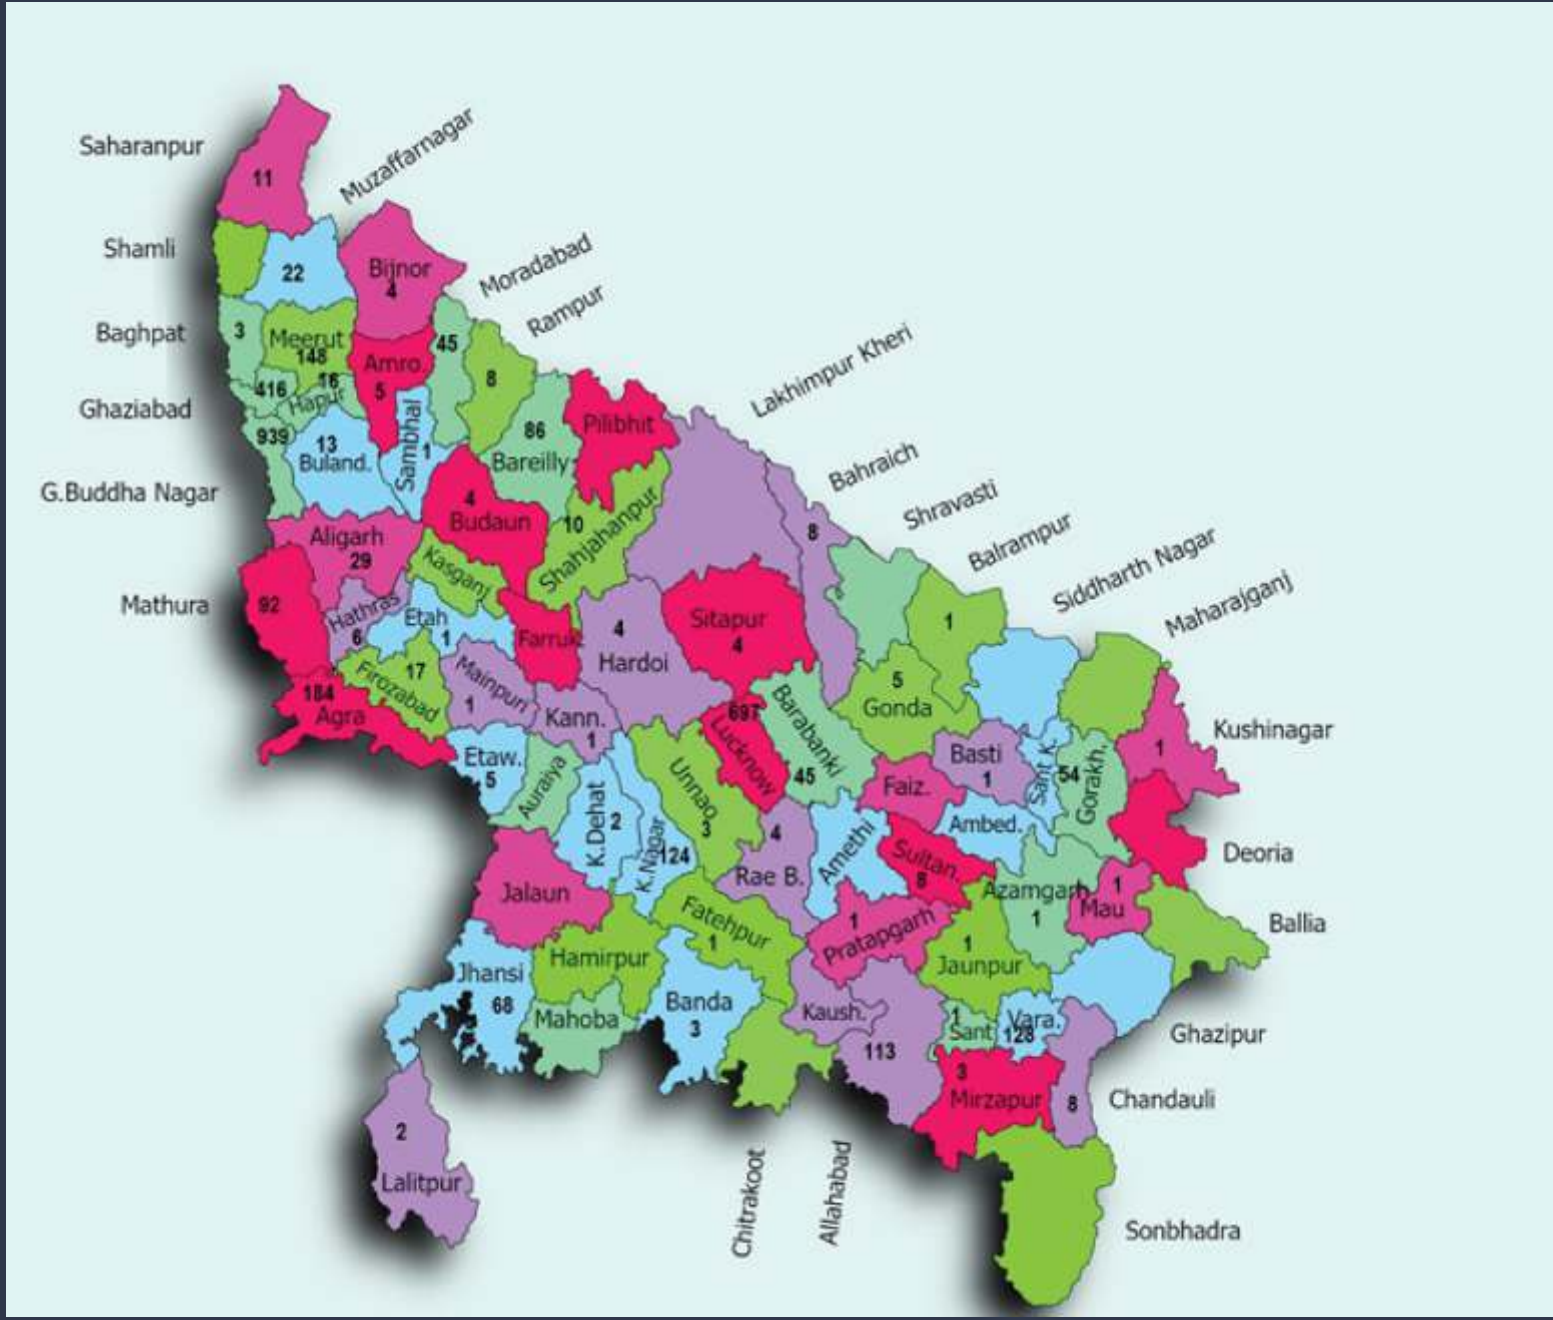 Saharanpur
11
Muzaffarnagar
Shamli
22
Bijnor
4
Moradabad
Baghpat
3
Meerut
148
Amro.
5
45
Rampur
8
Ghaziabad
416
16
Hapur
Sambhal
1
86
Bareilly
Pilibhit
Lakhimpur Kheri
G.Buddha Nagar
939
13
Buland.
4
Budaun
10
Shahjahanpur
Bahraich
8
Shravasti
Balrampur
1
Siddharth Nagar
Maharajganj
Aligarh
29
Kasganj
Mathura
92
Hathras
6
Etah
1
Farruk
4
Hardoi
Sitapur
4
184
Agra
Firozabad
17
Mainpuri
1
Kann.
1
697
Lucknow
Barabanki
45
5
Gonda
Basti
1
Sant K.
54
Gorakh.
1
Kushinagar
Etaw.
5
Auraiya
K.Dehat
2
K.Nagar
124
Unnao
3
4
Rae B.
Amethi
Faiz.
Ambed.
Sultan.
8
Deoria
Jalaun
Fatehpur
1
1
Pratapgarh
Azamgarh
1
1
Mau
Ballia
Jhansi
68
Hamirpur
Mahoba
Banda
3
Kaush.
113
1
Jaunpur
1
Sant
Vara.
128
Ghazipur
3
Mirzapur
8
Chandauli
2
Lalitpur
Chitrakoot
Allahabad
Sonbhadra